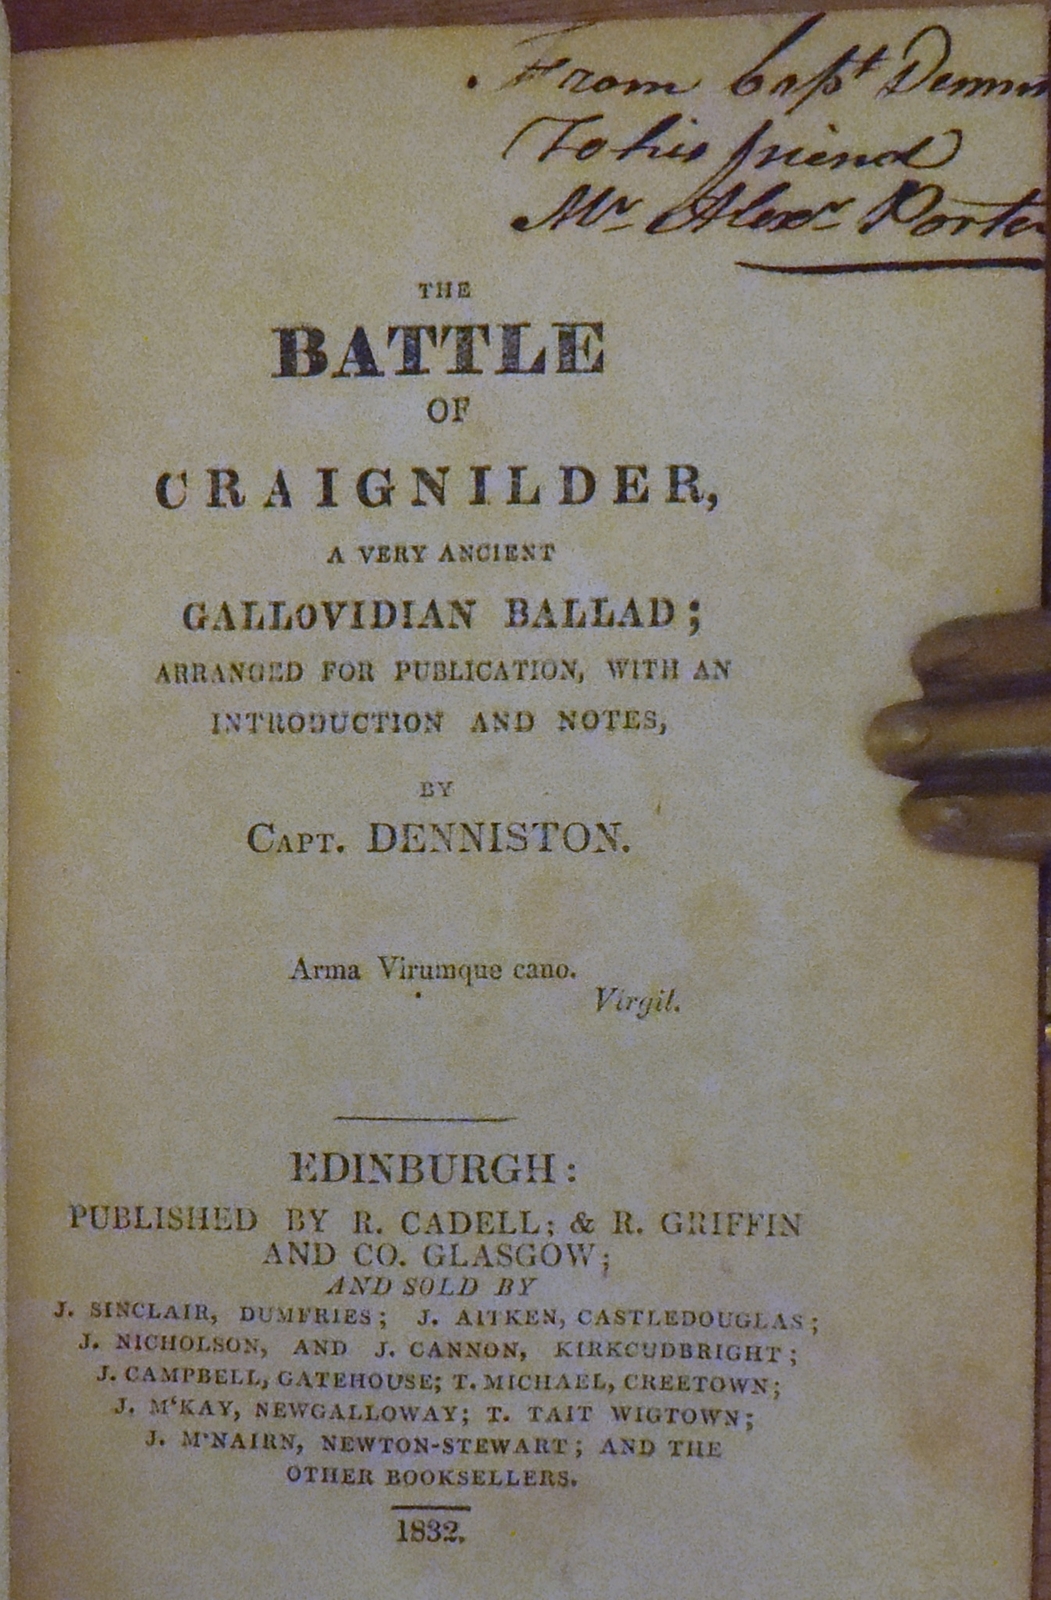 From Capt Dennis
To his friend
Mr Alexr Porter
THE
BATTLE
OF
CRAIGNILDER,
A VERY ANCIENT
GALLOVIDIAN BALLAD;
ARRANGED FOR PUBLICATION, WITH AN
INTRODUCTION AND NOTES,
BY
CAPT. DENNISTON.
Arma Virumque cano.
Virgil.
EDINBURGH:
PUBLISHED BY R. CADELL; & R. GRIFFIN
AND CO. GLASGOW;
AND SOLD BY
J. SINCLAIR, DUMFRIES; J. AITKEN, CASTLEDOUGLAS;
J. NICHOLSON, AND J. CANNON, KIRKCUDBRIGHT;
J. CAMPBELL, GATEHOUSE; T. MICHAEL, CREETOWN;
J. M‘KAY, NEWGALLOWAY; T. TAIT WIGTOWN;
J. M'NAIRN, NEWTON-STEWART; AND THE
OTHER BOOKSELLERS.
1832.